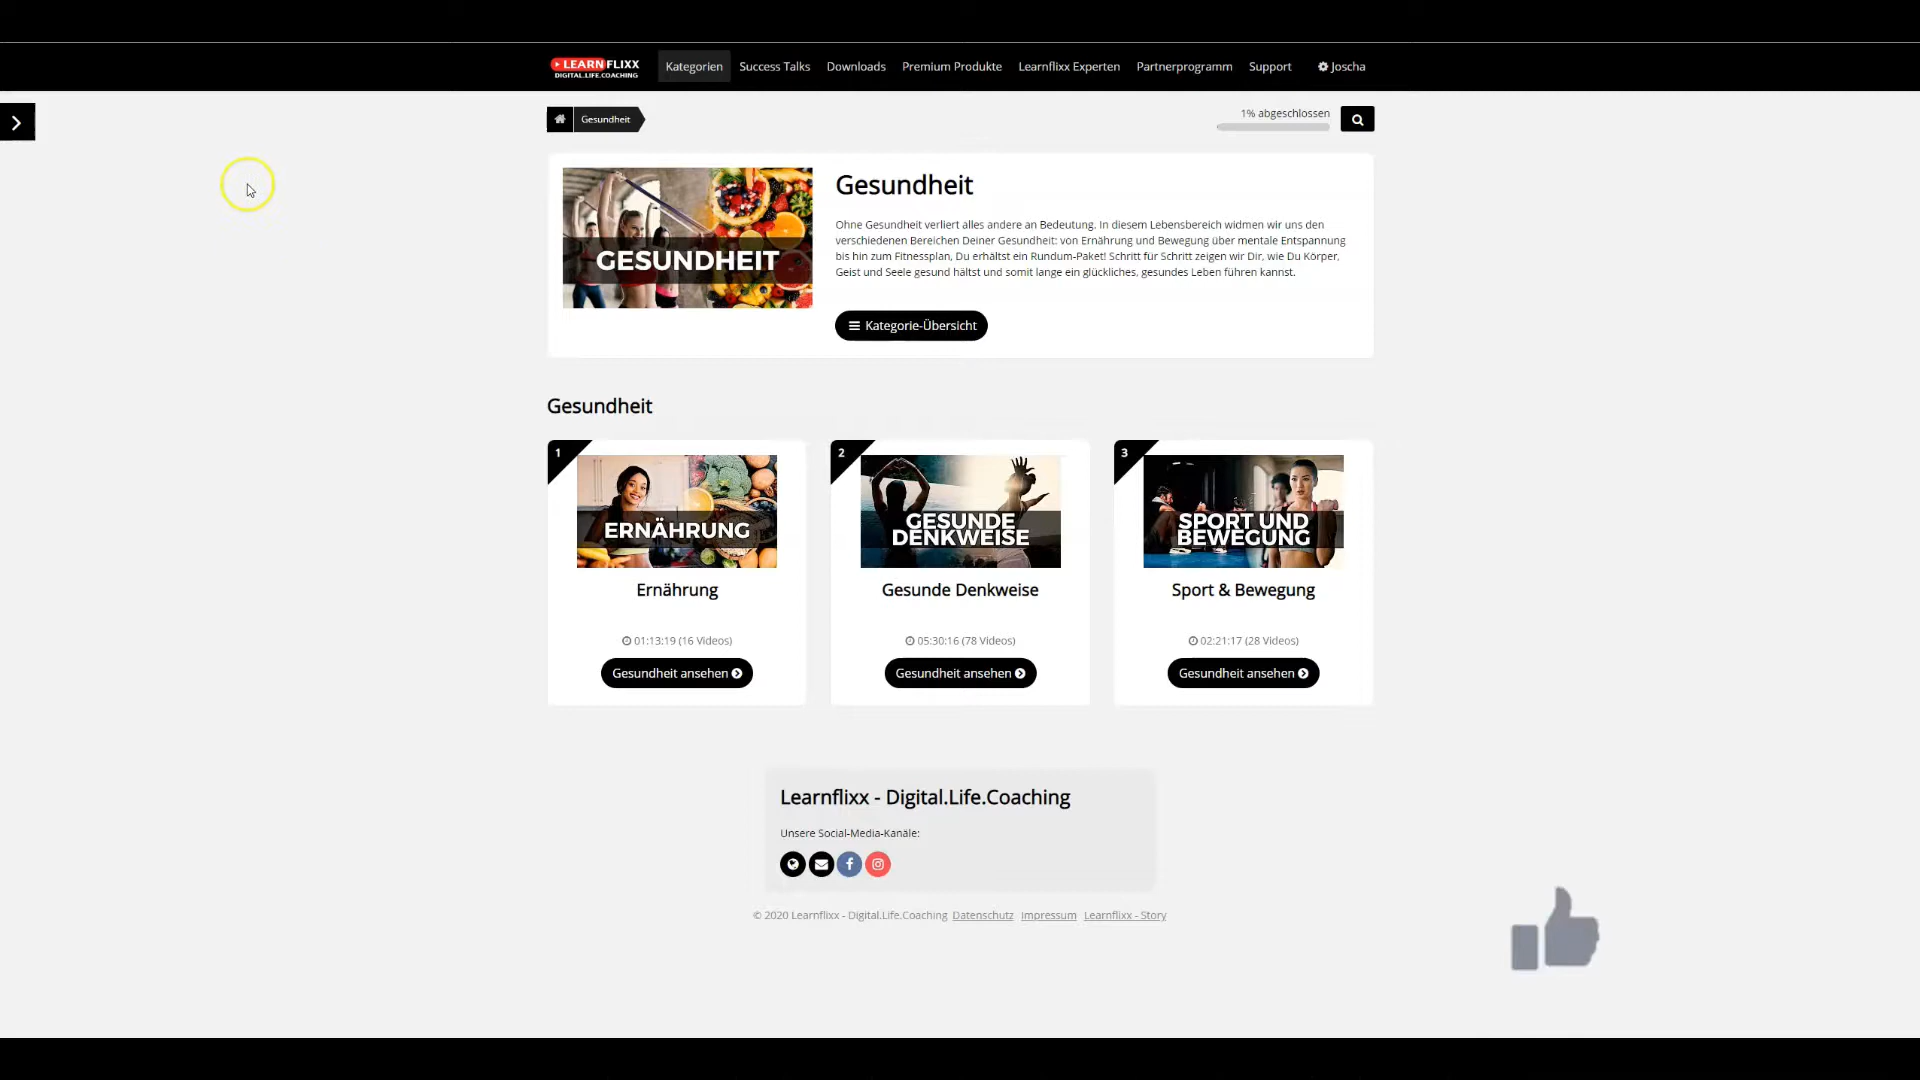 LEARNFLIXX
DIGITAL.LIFE.COACHING
Kategorien Success Talks Downloads Premium Produkte Learnflixx Experten Partnerprogramm Support Joscha
Gesundheit
1% abgeschlossen
GESUNDHEIT
Gesundheit
Ohne Gesundheit verliert alles andere an Bedeutung. In diesem Lebensbereich widmen wir uns den
verschiedenen Bereichen Deiner Gesundheit: von Ernährung und Bewegung über mentale Entspannung
bis hin zum Fitnessplan, Du erhältst ein Rundum-Paket! Schritt für Schritt zeigen wir Dir, wie Du Körper,
Geist und Seele gesund hältst und somit lange ein glückliches, gesundes Leben führen kannst.
Kategorie-Übersicht
Gesundheit
1
ERNÄHRUNG
Ernährung
01:13:19 (16 Videos)
Gesundheit ansehen
2
GESUNDE
DENKWEISE
Gesunde Denkweise
05:30:16 (78 Videos)
Gesundheit ansehen
3
SPORT UND
BEWEGUNG
Sport & Bewegung
02:21:17 (28 Videos)
Gesundheit ansehen
Learnflixx - Digital.Life.Coaching
Unsere Social-Media-Kanäle:
© 2020 Learnflixx - Digital.Life.Coaching Datenschutz Impressum Learnflixx - Story